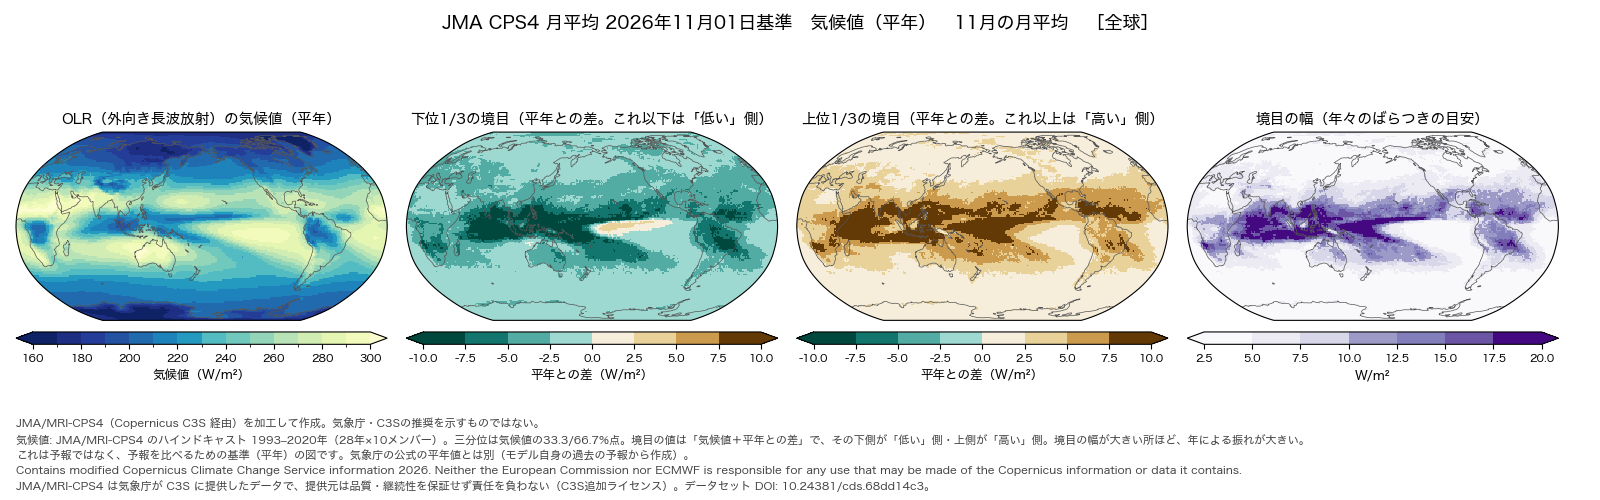 JMA CPS4 月平均 2026年11月01日基準　気候値（平年）　11月の月平均　［全球］
OLR（外向き長波放射）の気候値（平年）
下位1/3の境目（平年との差。これ以下は「低い」側）
上位1/3の境目（平年との差。これ以上は「高い」側）
境目の幅（年々のばらつきの目安）
160 180 200 220 240 260 280 300
気候値（W/m²）
-10.0 -7.5 -5.0 -2.5 0.0 2.5 5.0 7.5 10.0
平年との差（W/m²）
-10.0 -7.5 -5.0 -2.5 0.0 2.5 5.0 7.5 10.0
平年との差（W/m²）
2.5 5.0 7.5 10.0 12.5 15.0 17.5 20.0
W/m²
JMA/MRI-CPS4（Copernicus C3S 経由）を加工して作成。気象庁・C3Sの推奨を示すものではない。
気候値: JMA/MRI-CPS4 のハインドキャスト 1993–2020年（28年×10メンバー）。三分位は気候値の33.3/66.7%点。境目の値は「気候値＋平年との差」で、その下側が「低い」側・上側が「高い」側。境目の幅が大きい所ほど、年による振れが大きい。
これは予報ではなく、予報を比べるための基準（平年）の図です。気象庁の公式の平年値とは別（モデル自身の過去の予報から作成）。
Contains modified Copernicus Climate Change Service information 2026. Neither the European Commission nor ECMWF is responsible for any use that may be made of the Copernicus information or data it contains.
JMA/MRI-CPS4 は気象庁が C3S に提供したデータで、提供元は品質・継続性を保証せず責任を負わない（C3S追加ライセンス）。データセット DOI: 10.24381/cds.68dd14c3。